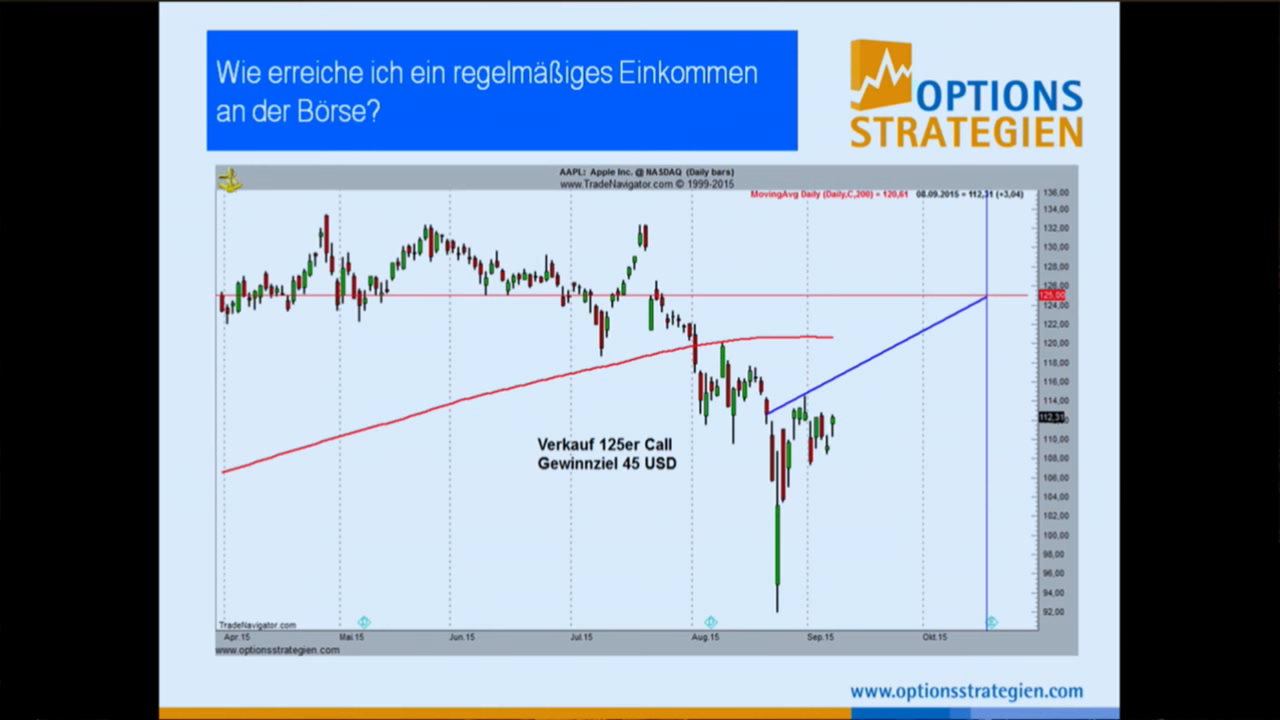 Wie erreiche ich ein regelmäßiges Einkommen
an der Börse?
OPTIONS
STRATEGIEN
AAPL: Apple Inc. @ NASDAQ (Daily bars)
www.TradeNavigator.com © 1999-2015
MovingAvg Daily (Daily,C,200) = 120,61 08.09.2015 = 112,31 (+3,04)
136,00
134,00
132,00
130,00
128,00
126,00
125,00
124,00
122,00
120,00
118,00
116,00
114,00
112,31
110,00
108,00
106,00
104,00
102,00
100,00
98,00
96,00
94,00
92,00
Verkauf 125er Call
Gewinnziel 45 USD
TradeNavigator.com
Apr.15 Mai.15 Jun.15 Jul.15 Aug.15 Sep.15 Okt.15
www.optionsstrategien.com
www.optionsstrategien.com